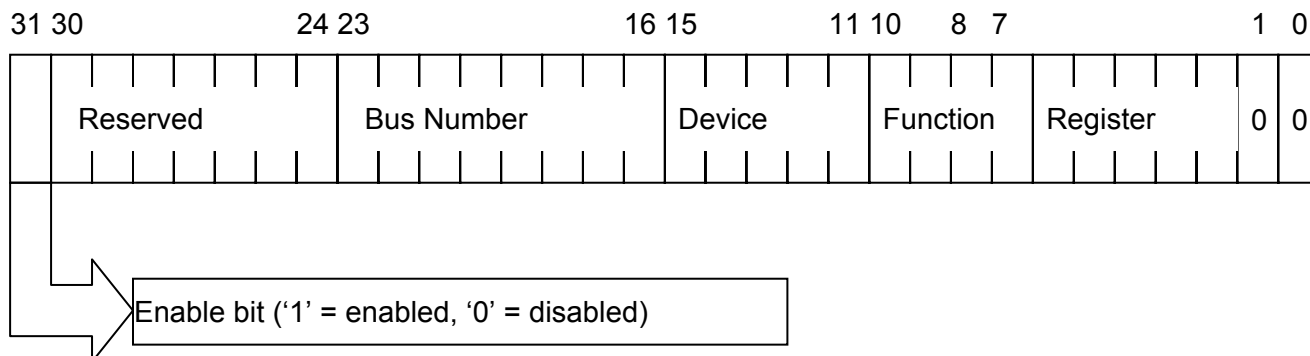 31 30 24 23 16 15 11 10 8 7 1 0
Reserved Bus Number Device Function Register 0 0
Enable bit (‘1’ = enabled, ‘0’ = disabled)